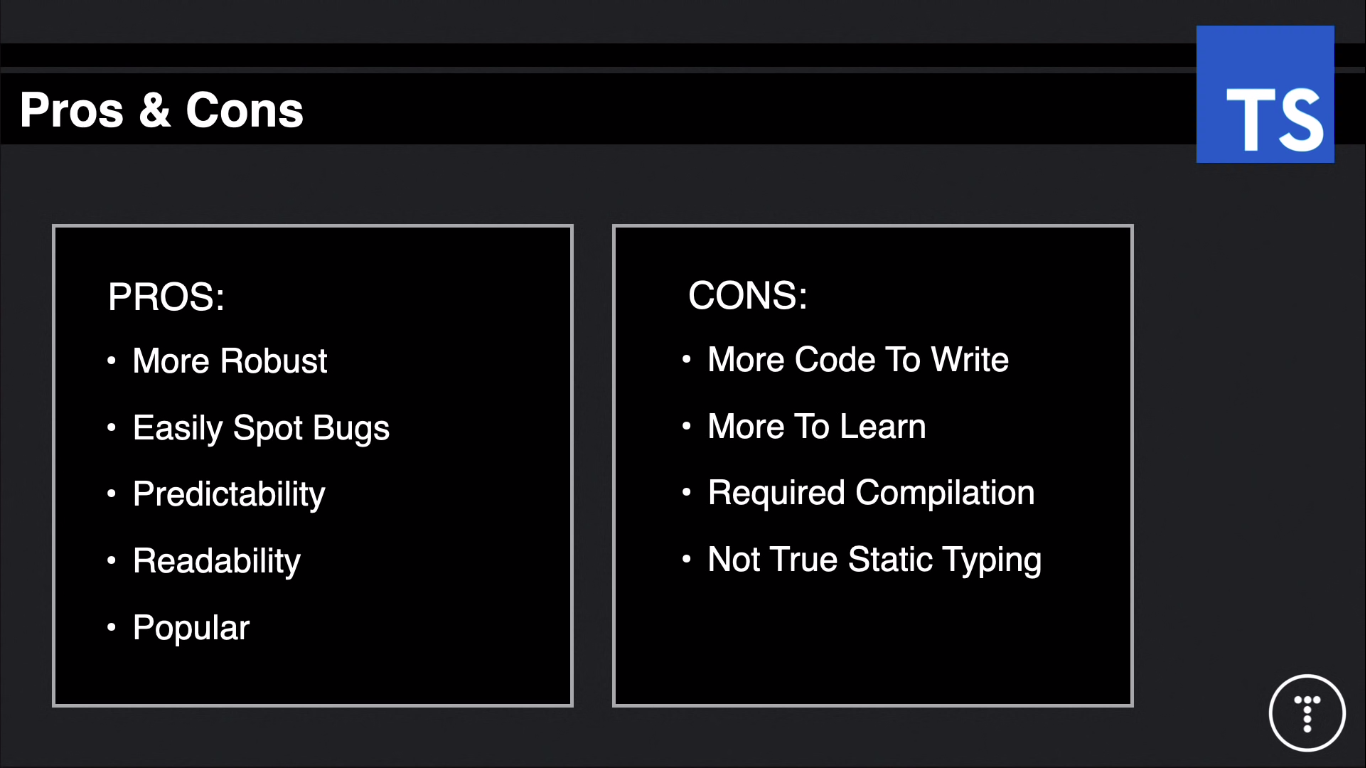 Pros & Cons
TS
PROS:
• More Robust
• Easily Spot Bugs
• Predictability
• Readability
• Popular
CONS:
• More Code To Write
• More To Learn
• Required Compilation
• Not True Static Typing
T